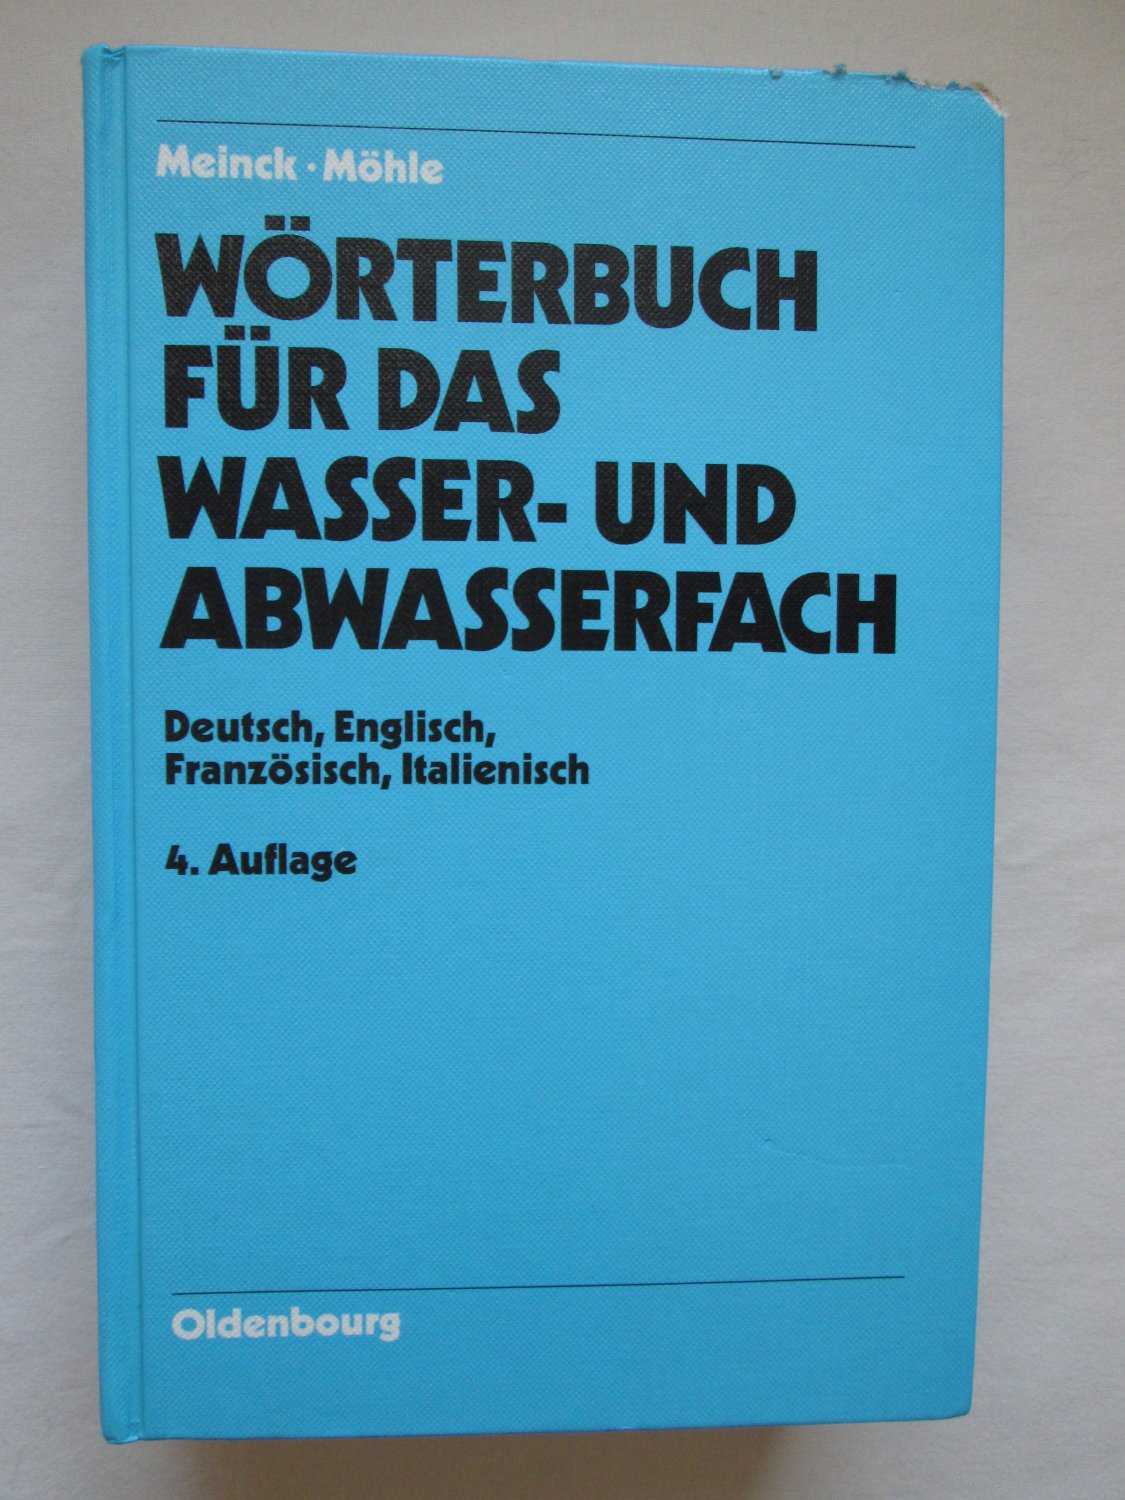 Meinck · Möhle
WÖRTERBUCH
FÜR DAS
WASSER- UND
ABWASSERFACH
Deutsch, Englisch,
Französisch, Italienisch
4. Auflage
Oldenbourg